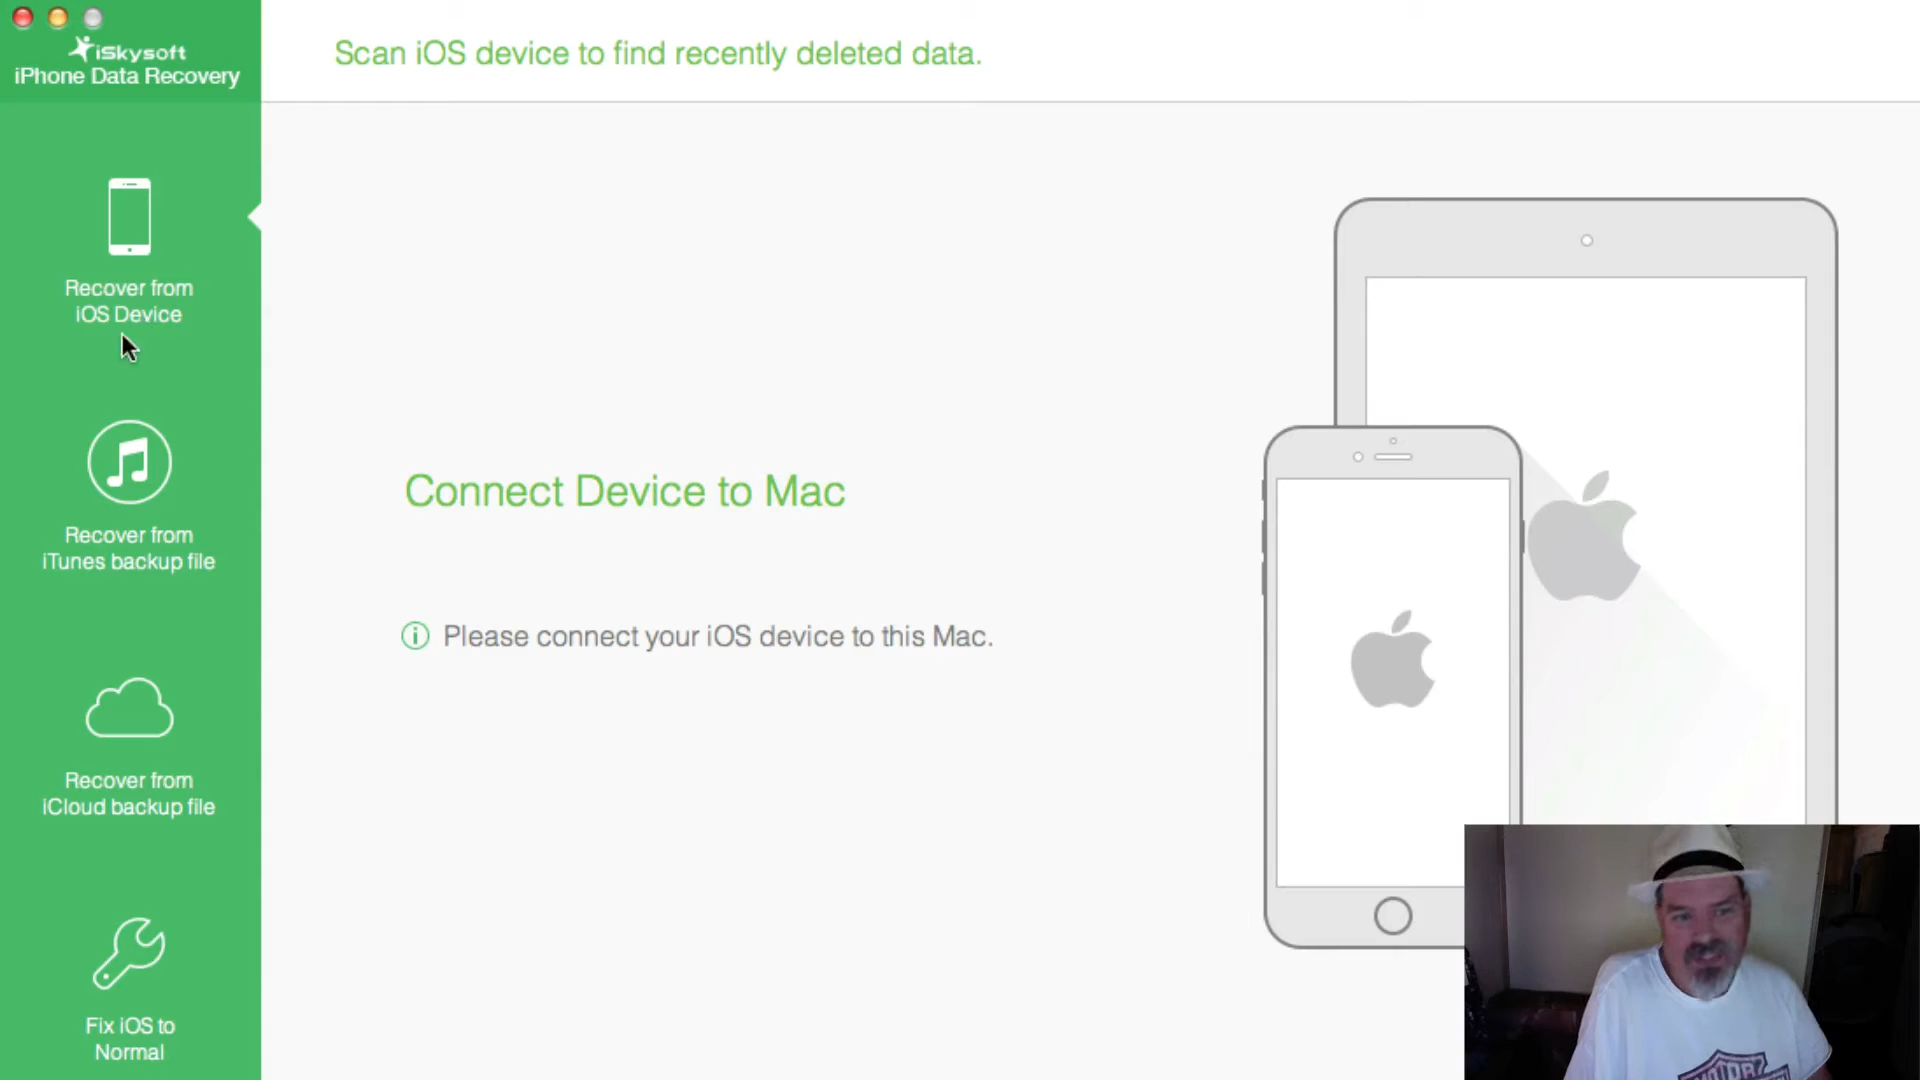 iSkysoft
iPhone Data Recovery
Scan iOS device to find recently deleted data.
Recover from
iOS Device
Recover from
iTunes backup file
Recover from
iCloud backup file
Fix iOS to
Normal
Connect Device to Mac
Please connect your iOS device to this Mac.
MOTOR